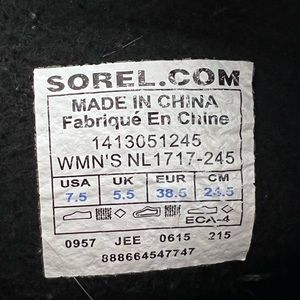 SOREL.COM
MADE IN CHINA
Fabriqué En Chine
1413051245
WMN'S NL1717-245
USA UK EUR CM
7.5 5.5 38.5 24.5
ECA-4
0957 JEE 0615 215
888664547747